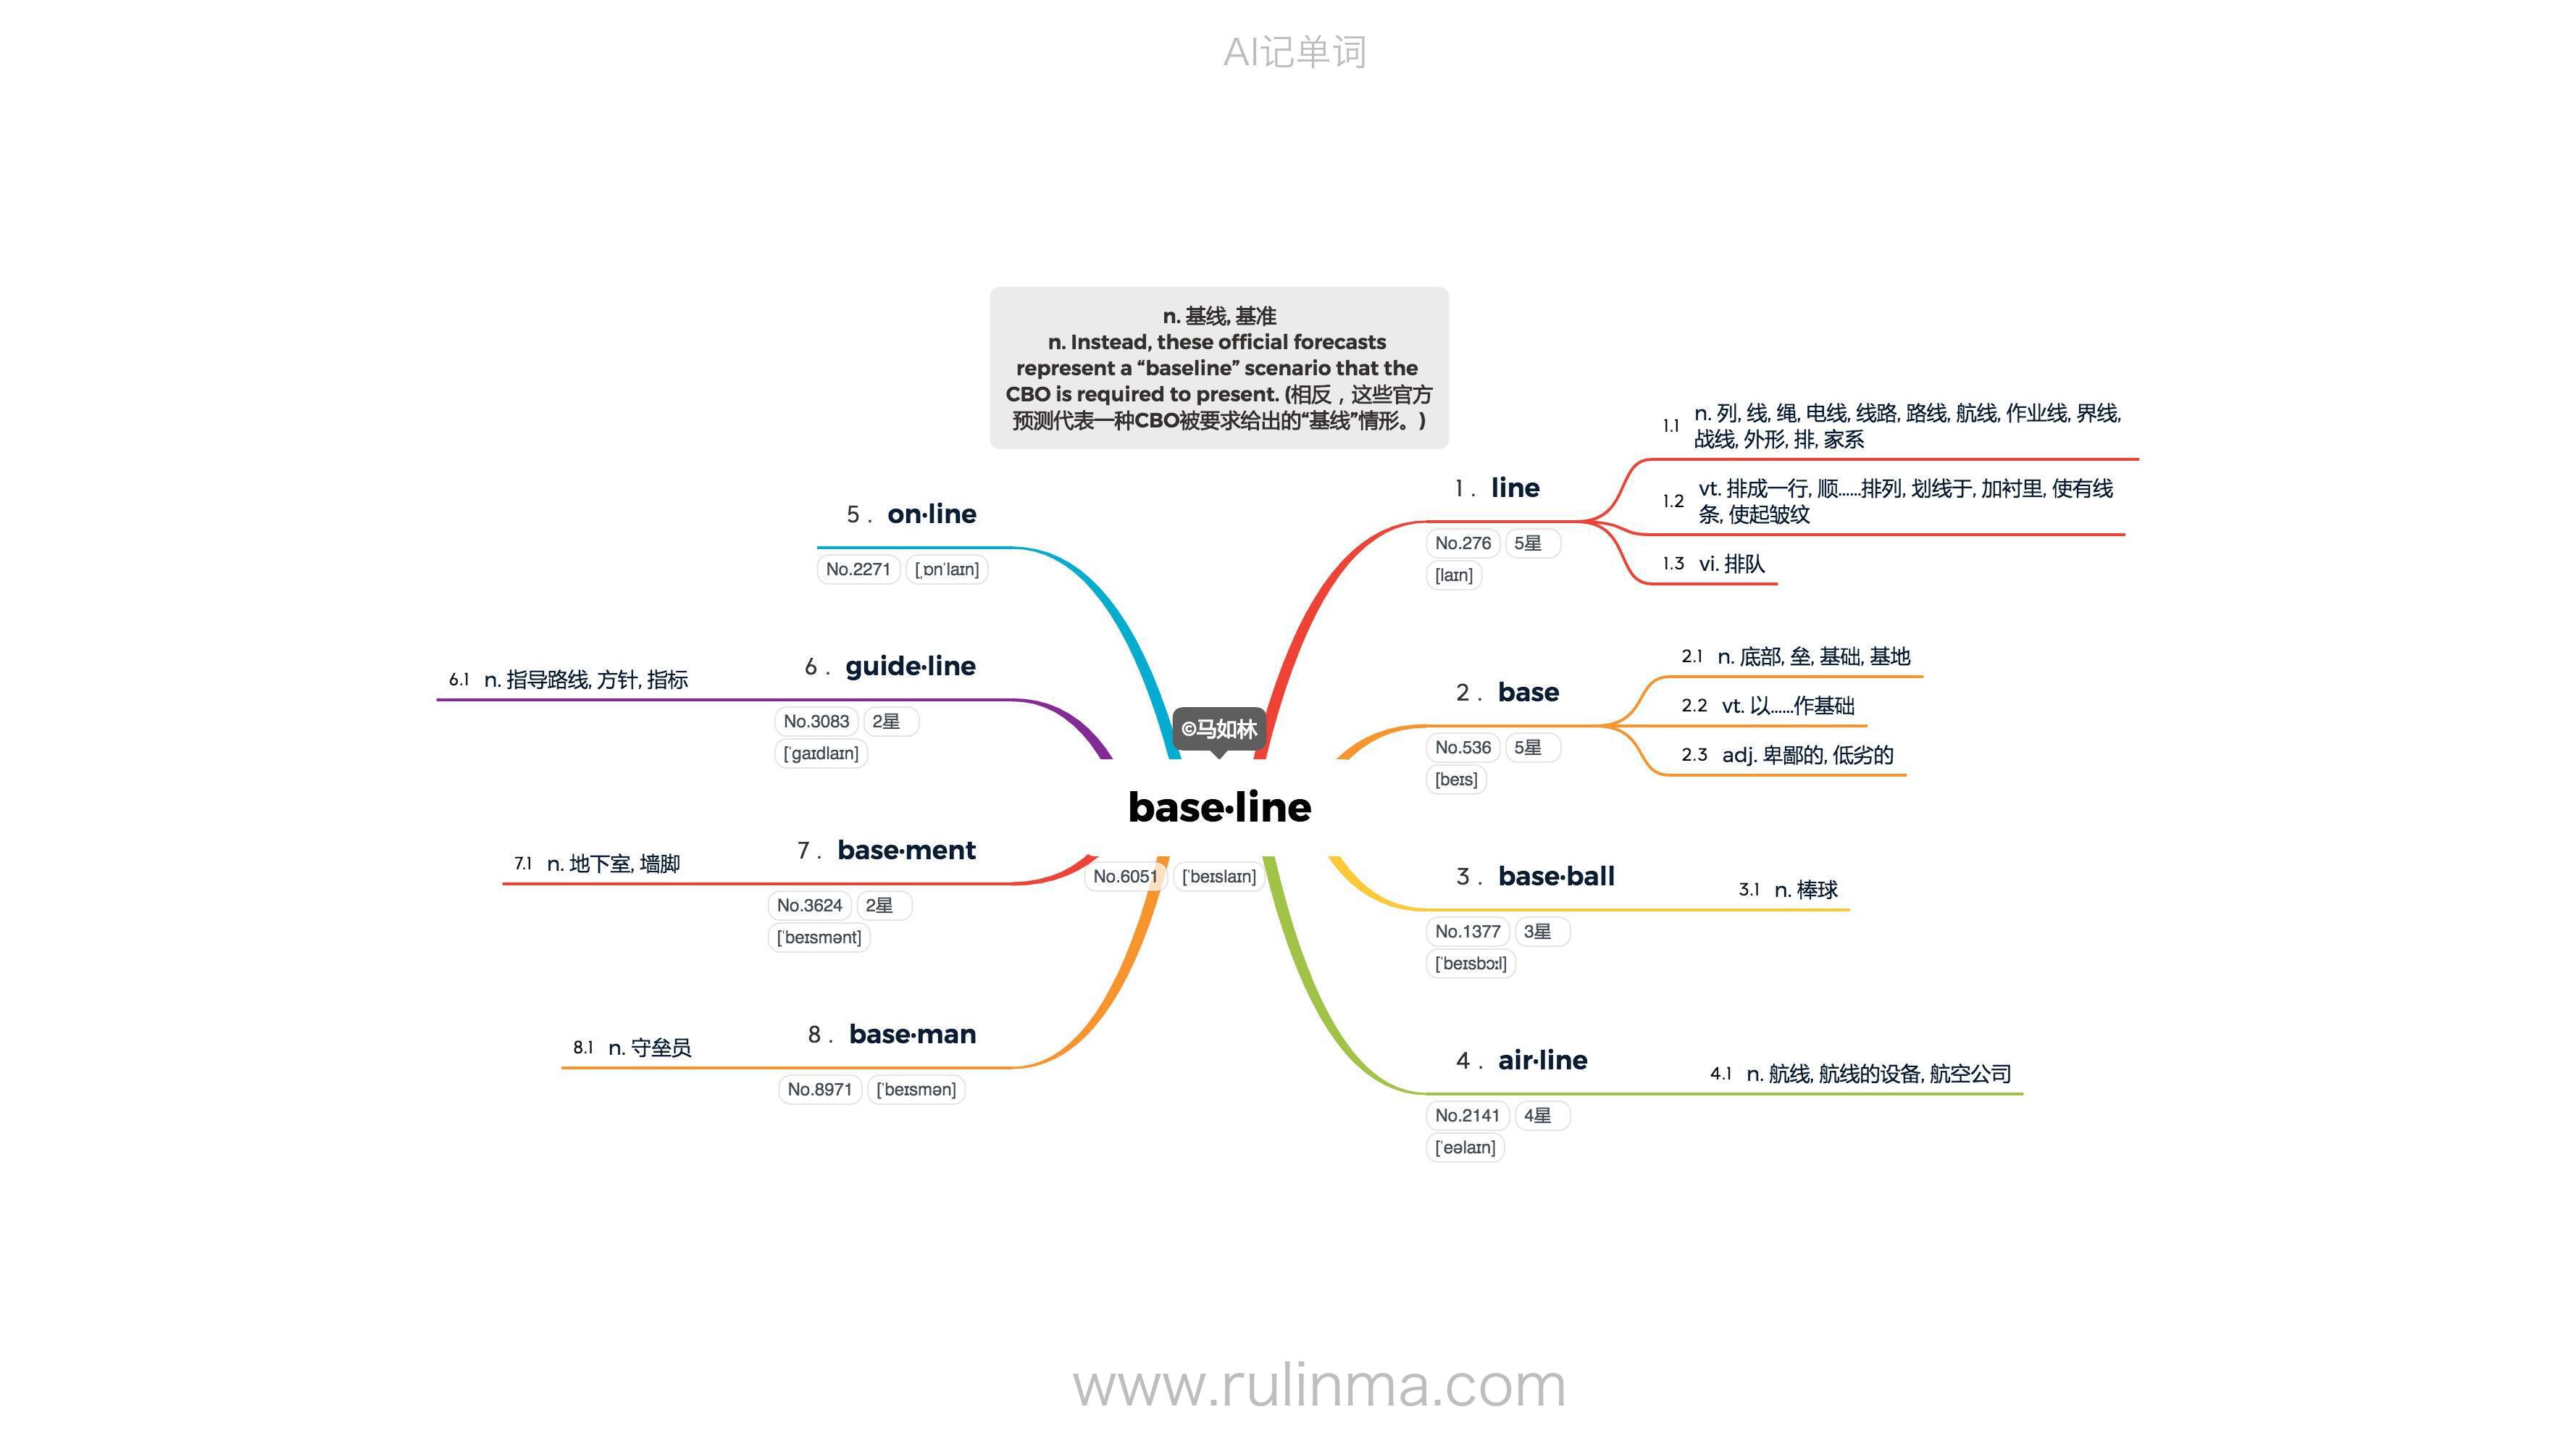 AI记单词
n. 基线, 基准
n. Instead, these official forecasts
represent a “baseline” scenario that the
CBO is required to present. (相反，这些官方
预测代表一种CBO被要求给出的“基线”情形。)
©马如林
base·line
No.6051 [ˈbeɪslaɪn]
1. line
No.276 5星
[laɪn]
1.1 n. 列, 线, 绳, 电线, 线路, 路线, 航线, 作业线, 界线,
战线, 外形, 排, 家系
1.2 vt. 排成一行, 顺……排列, 划线于, 加衬里, 使有线
条, 使起皱纹
1.3 vi. 排队
2. base
No.536 5星
[beɪs]
2.1 n. 底部, 垒, 基础, 基地
2.2 vt. 以……作基础
2.3 adj. 卑鄙的, 低劣的
3. base·ball
No.1377 3星
[ˈbeɪsbɔːl]
3.1 n. 棒球
4. air·line
No.2141 4星
[ˈeəlaɪn]
4.1 n. 航线, 航线的设备, 航空公司
5. on·line
No.2271 [ˌɒnˈlaɪn]
6. guide·line
No.3083 2星
[ˈɡaɪdlaɪn]
6.1 n. 指导路线, 方针, 指标
7. base·ment
No.3624 2星
[ˈbeɪsmənt]
7.1 n. 地下室, 墙脚
8. base·man
No.8971 [ˈbeɪsmən]
8.1 n. 守垒员
www.rulinma.com